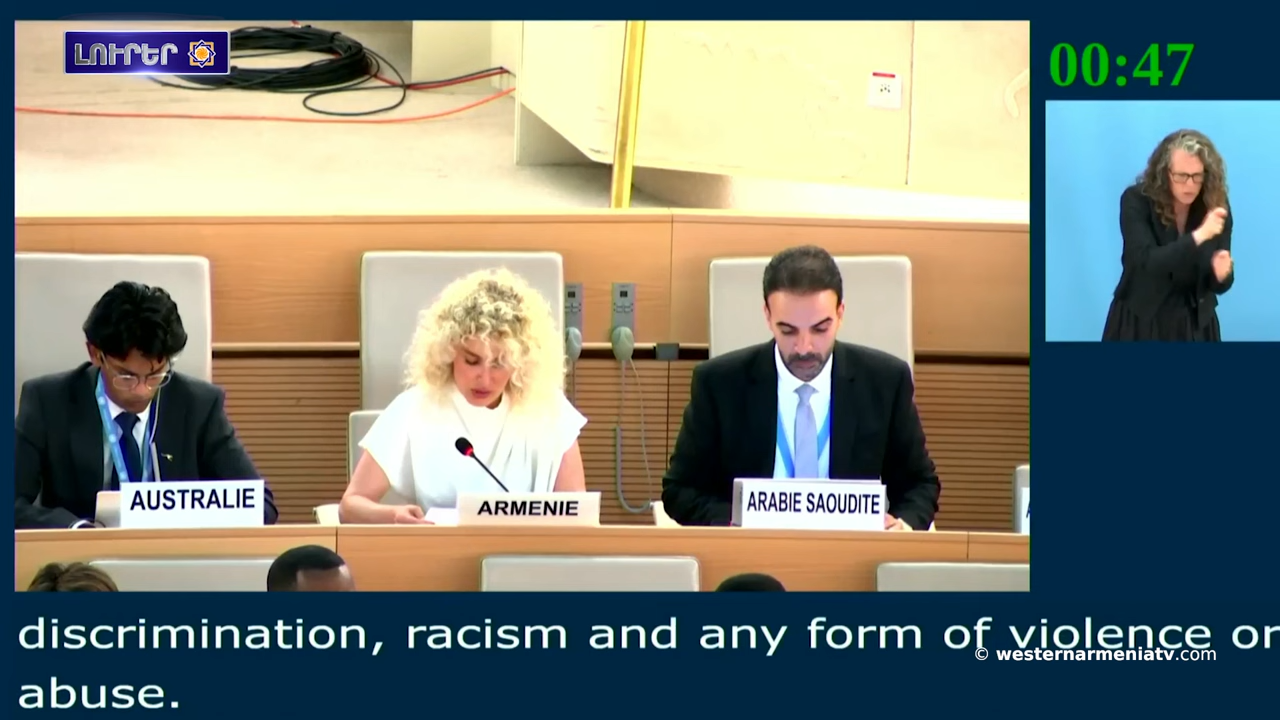 ԼՈՒՐԵՐ
00:47
AUSTRALIE
ARMENIE
ARABIE SAOUDITE
discrimination, racism and any form of violence or
abuse.
© westernarmeniatv.com